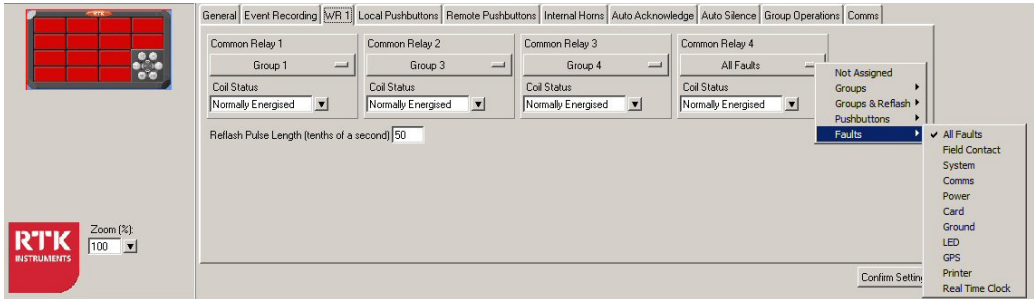 General Event Recording WR 1 Local Pushbuttons Remote Pushbuttons Internal Horns Auto Acknowledge Auto Silence Group Operations Comms
RTK
Common Relay 1 Common Relay 2 Common Relay 3 Common Relay 4
Group 1 Group 3 Group 4 All Faults
Coil Status Coil Status Coil Status Coil Status
Normally Energised Normally Energised Normally Energised Normally Energised
Reflash Pulse Length (tenths of a second) 50
Not Assigned
Groups
Groups & Reflash
Pushbuttons
Faults
All Faults
Field Contact
System
Comms
Power
Card
Ground
LED
GPS
Printer
Real Time Clock
Zoom (%):
100
RTK
INSTRUMENTS
Confirm Setting